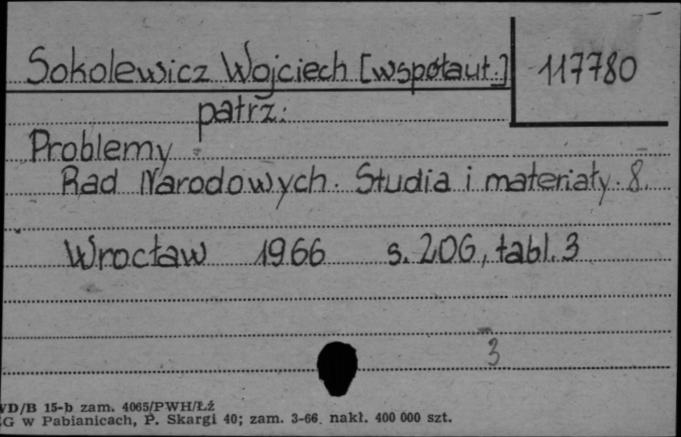 Sokolewicz Wojciech [współaut.] 117780
patrz:
Problemy
Rad Narodowych. Studia i materiały. 8.
Wrocław 1966 s. 206, tabl. 3
3
VD/B 15-b zam. 4065/PWH/Łź
G w Pabianicach, P. Skargi 40; zam. 3-66. nakł. 400 000 szt.